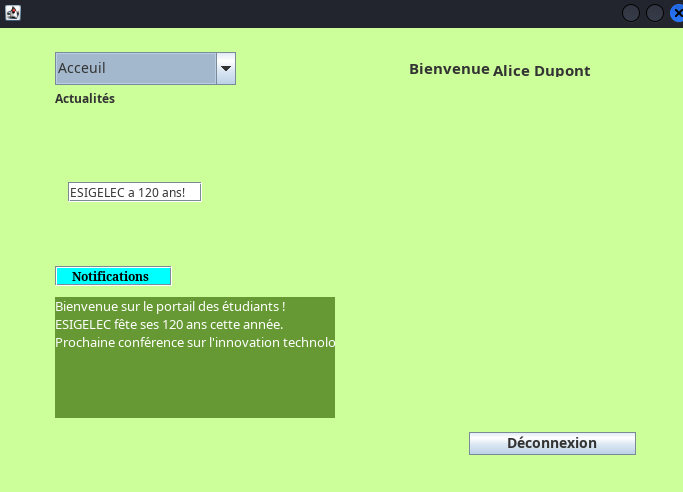 Acceuil
Bienvenue Alice Dupont
Actualités
ESIGELEC a 120 ans!
Notifications
Bienvenue sur le portail des étudiants !
ESIGELEC fête ses 120 ans cette année.
Prochaine conférence sur l'innovation technolo
Déconnexion